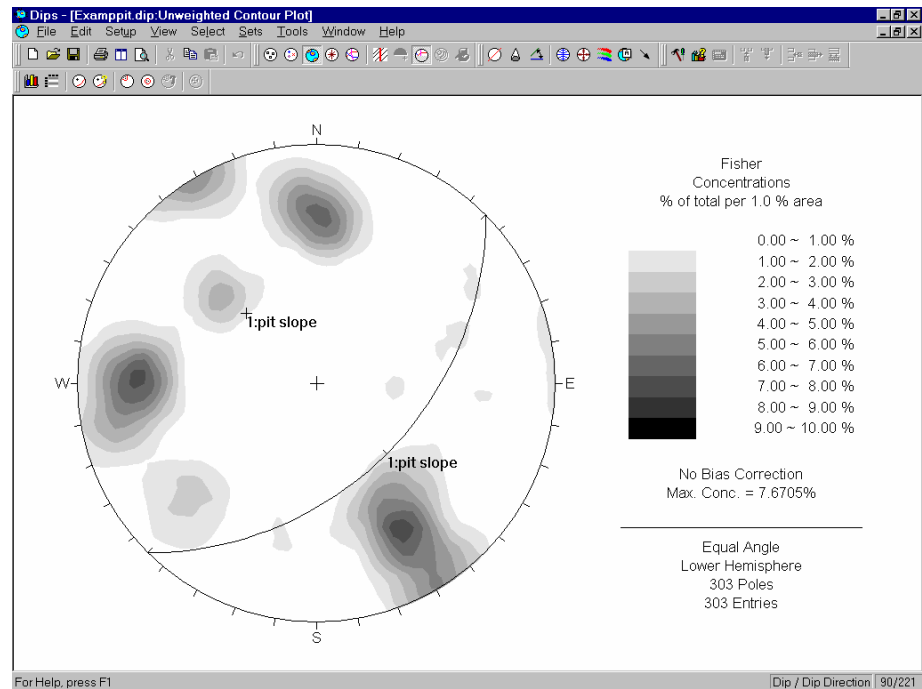 Dips - [Examppit.dip:Unweighted Contour Plot]
File Edit Setup View Select Sets Tools Window Help
N
W
E
S
1:pit slope
1:pit slope
Fisher
Concentrations
% of total per 1.0 % area
0.00 ~ 1.00 %
1.00 ~ 2.00 %
2.00 ~ 3.00 %
3.00 ~ 4.00 %
4.00 ~ 5.00 %
5.00 ~ 6.00 %
6.00 ~ 7.00 %
7.00 ~ 8.00 %
8.00 ~ 9.00 %
9.00 ~ 10.00 %
No Bias Correction
Max. Conc. = 7.6705%
Equal Angle
Lower Hemisphere
303 Poles
303 Entries
For Help, press F1
Dip / Dip Direction 90/221